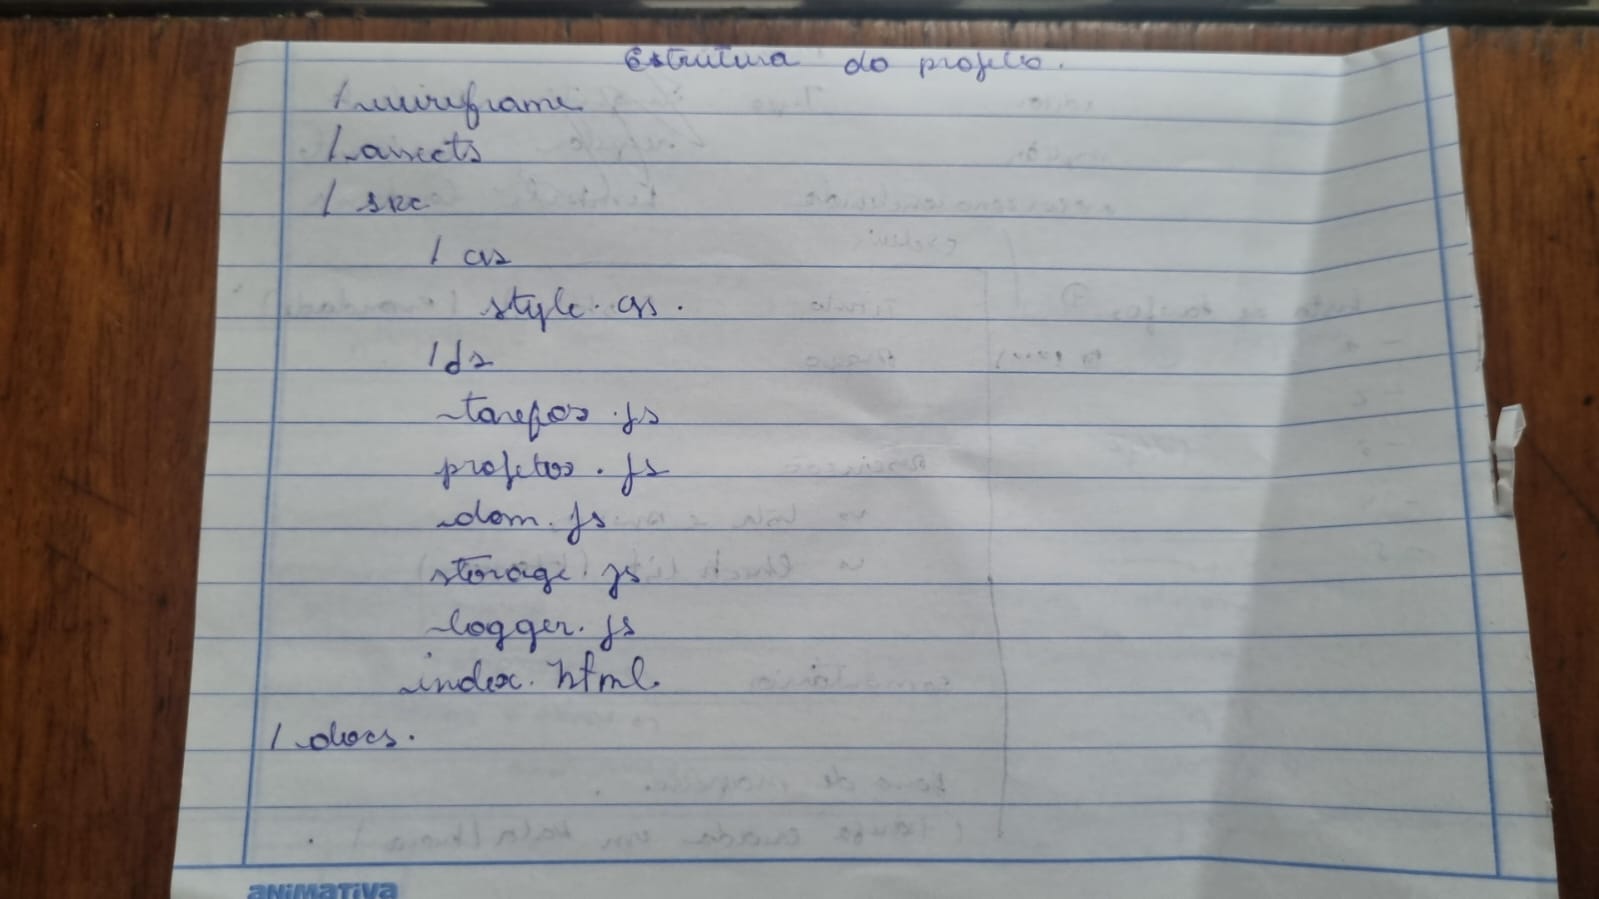 Estrutura do projeto.
/ wireframe
/ assects
/ src
/ css
style.css.
/ Js
tarefas.js
projetos.js
dom.js
storage.js
logger.js
index.html.
/ docs.
ANIMATIVA